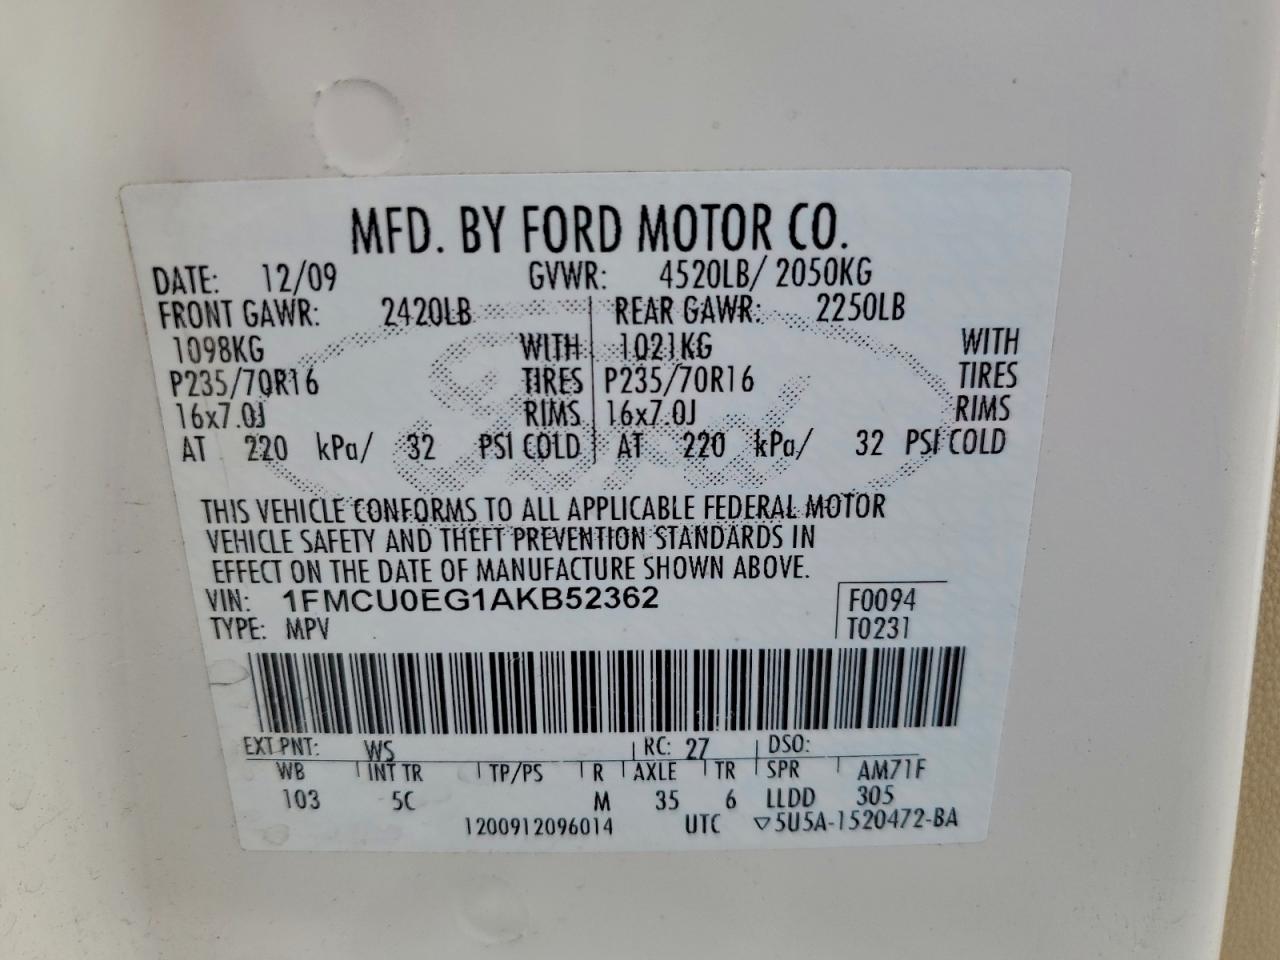 MFD. BY FORD MOTOR CO.
DATE: 12/09 GVWR: 4520LB/ 2050KG
FRONT GAWR: 2420LB REAR GAWR: 2250LB
1098KG WITH 1021KG WITH
P235/70R16 TIRES P235/70R16 TIRES
16x7.0J RIMS 16x7.0J RIMS
AT 220 kPa/ 32 PSI COLD AT 220 kPa/ 32 PSI COLD
Ford
THIS VEHICLE CONFORMS TO ALL APPLICABLE FEDERAL MOTOR
VEHICLE SAFETY AND THEFT PREVENTION STANDARDS IN
EFFECT ON THE DATE OF MANUFACTURE SHOWN ABOVE.
VIN: 1FMCU0EG1AKB52362 F0094
TYPE: MPV T0231
EXT PNT: WS RC: 27 DSO:
WB INT TR TP/PS R AXLE TR SPR AM71F
103 5C M 35 6 LLDD 305
1200912096014 UTC ▽5U5A-1520472-BA